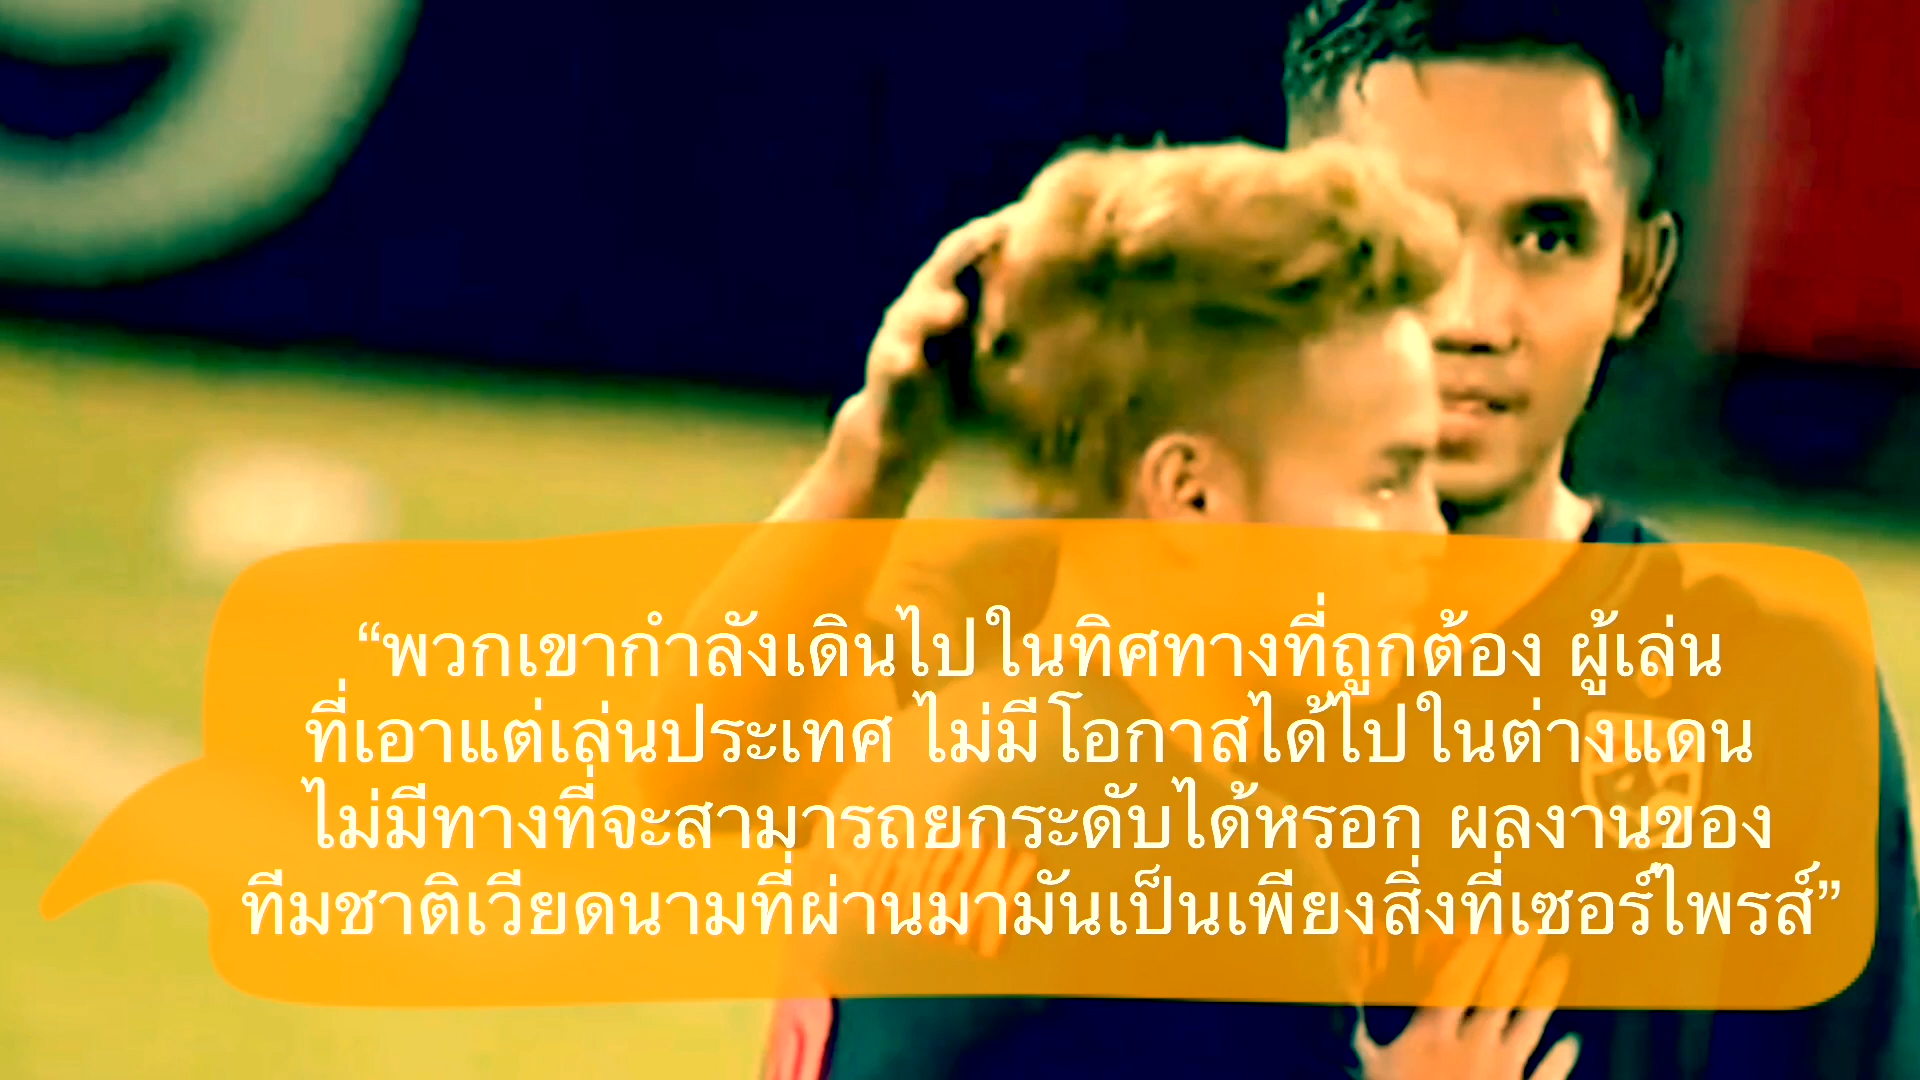 “พวกเขากำลังเดินไปในทิศทางที่ถูกต้อง ผู้เล่น
ที่เอาแต่เล่นประเทศ ไม่มีโอกาสได้ไปในต่างแดน
ไม่มีทางที่จะสามารถยกระดับได้หรอก ผลงานของ
ทีมชาติเวียดนามที่ผ่านมามันเป็นเพียงสิ่งที่เซอร์ไพรส์”